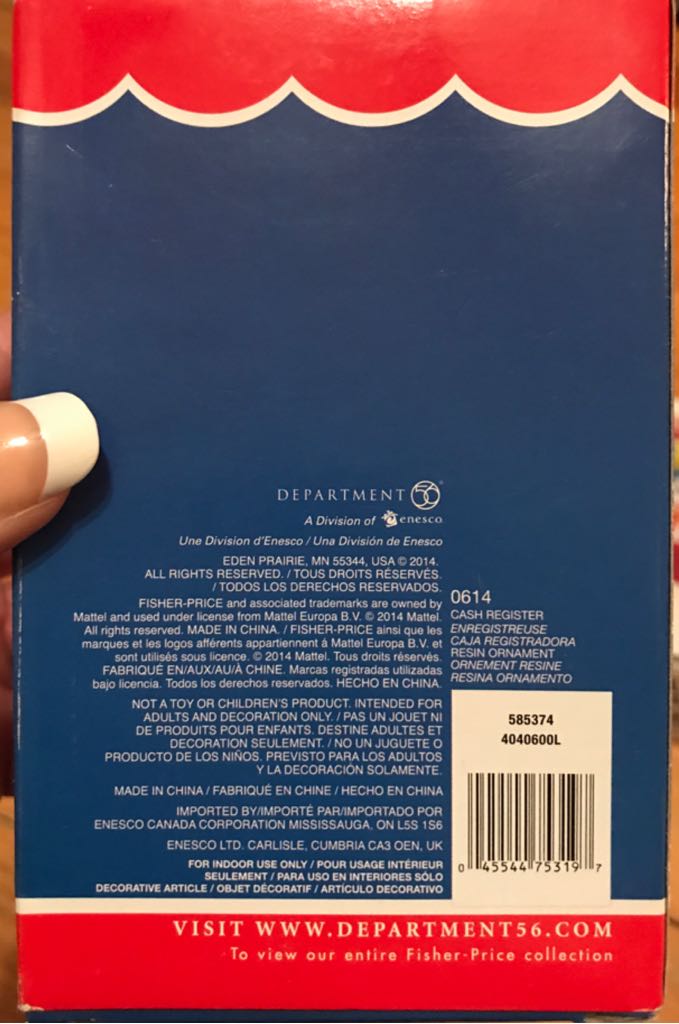 DEPARTMENT 56®
A Division of enesco.
Une Division d'Enesco / Una División de Enesco
EDEN PRAIRIE, MN 55344, USA © 2014.
ALL RIGHTS RESERVED. / TOUS DROITS RÉSERVÉS.
/ TODOS LOS DERECHOS RESERVADOS.
FISHER-PRICE and associated trademarks are owned by
Mattel and used under license from Mattel Europa B.V. © 2014 Mattel.
All rights reserved. MADE IN CHINA. / FISHER-PRICE ainsi que les
marques et les logos afférents appartiennent à Mattel Europa B.V. et
sont utilisés sous licence. © 2014 Mattel. Tous droits réservés.
FABRIQUÉ EN/AUX/AU/À CHINE. Marcas registradas utilizadas
bajo licencia. Todos los derechos reservados. HECHO EN CHINA.
NOT A TOY OR CHILDREN'S PRODUCT. INTENDED FOR
ADULTS AND DECORATION ONLY. / PAS UN JOUET NI
DE PRODUITS POUR ENFANTS. DESTINE ADULTES ET
DECORATION SEULEMENT. / NO UN JUGUETE O
PRODUCTO DE LOS NIÑOS. PREVISTO PARA LOS ADULTOS
Y LA DECORACIÓN SOLAMENTE.
MADE IN CHINA / FABRIQUÉ EN CHINE / HECHO EN CHINA
IMPORTED BY/IMPORTÉ PAR/IMPORTADO POR
ENESCO CANADA CORPORATION MISSISSAUGA, ON L5S 1S6
ENESCO LTD. CARLISLE, CUMBRIA CA3 OEN, UK
FOR INDOOR USE ONLY / POUR USAGE INTÉRIEUR
SEULEMENT / PARA USO EN INTERIORES SÓLO
DECORATIVE ARTICLE / OBJET DÉCORATIF / ARTÍCULO DECORATIVO
0614
CASH REGISTER
ENREGISTREUSE
CAJA REGISTRADORA
RESIN ORNAMENT
ORNEMENT RESINE
RESINA ORNAMENTO
585374
4040600L
0 45544 75319 7
VISIT WWW.DEPARTMENT56.COM
To view our entire Fisher-Price collection